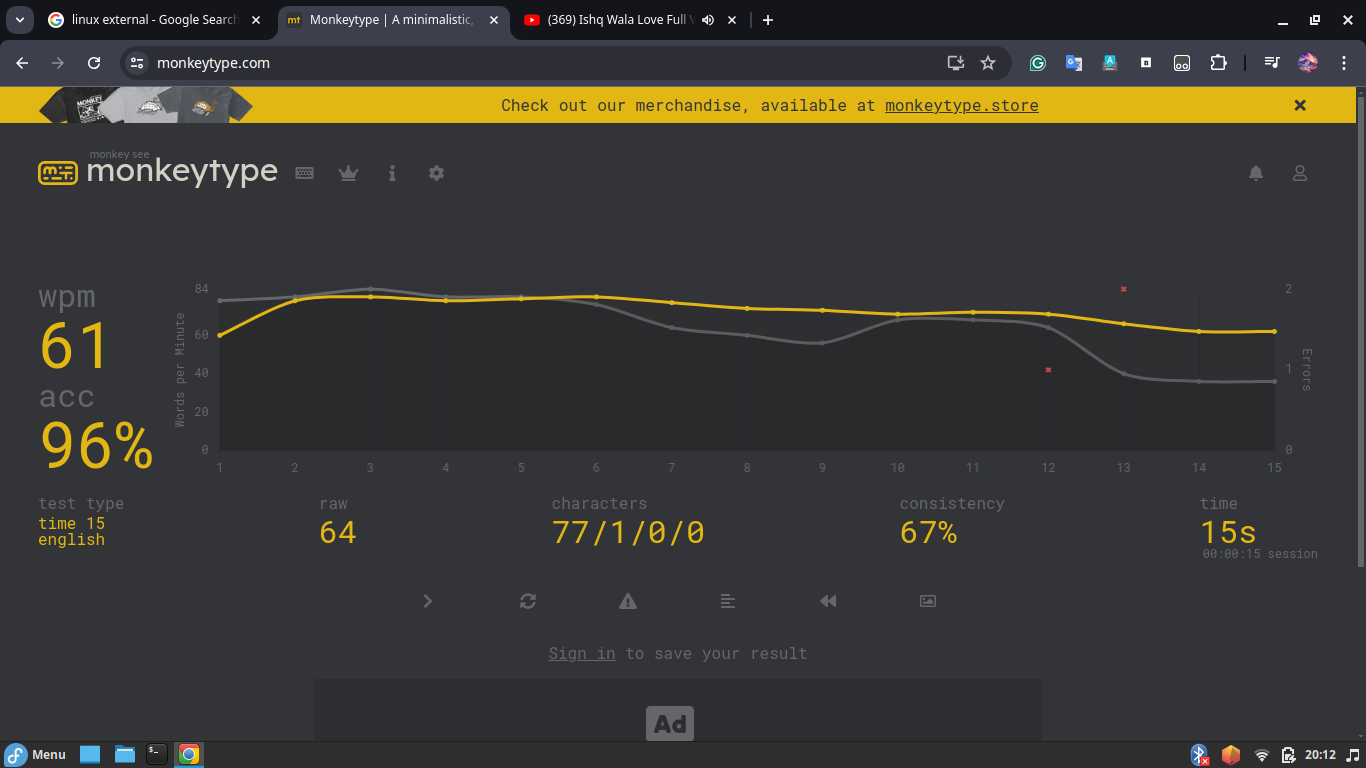 linux external - Google Search
Monkeytype | A minimalistic,
(369) Ishq Wala Love Full V
monkeytype.com
MONKEY
Check out our merchandise, available at monkeytype.store
monkey see
monkeytype
wpm
61
acc
96%
Words per Minute
84
60
40
20
0
2
1
0
Errors
1 2 3 4 5 6 7 8 9 10 11 12 13 14 15
test type
time 15
english
raw
64
characters
77/1/0/0
consistency
67%
time
15s
00:00:15 session
Sign in to save your result
Ad
Menu
20:12